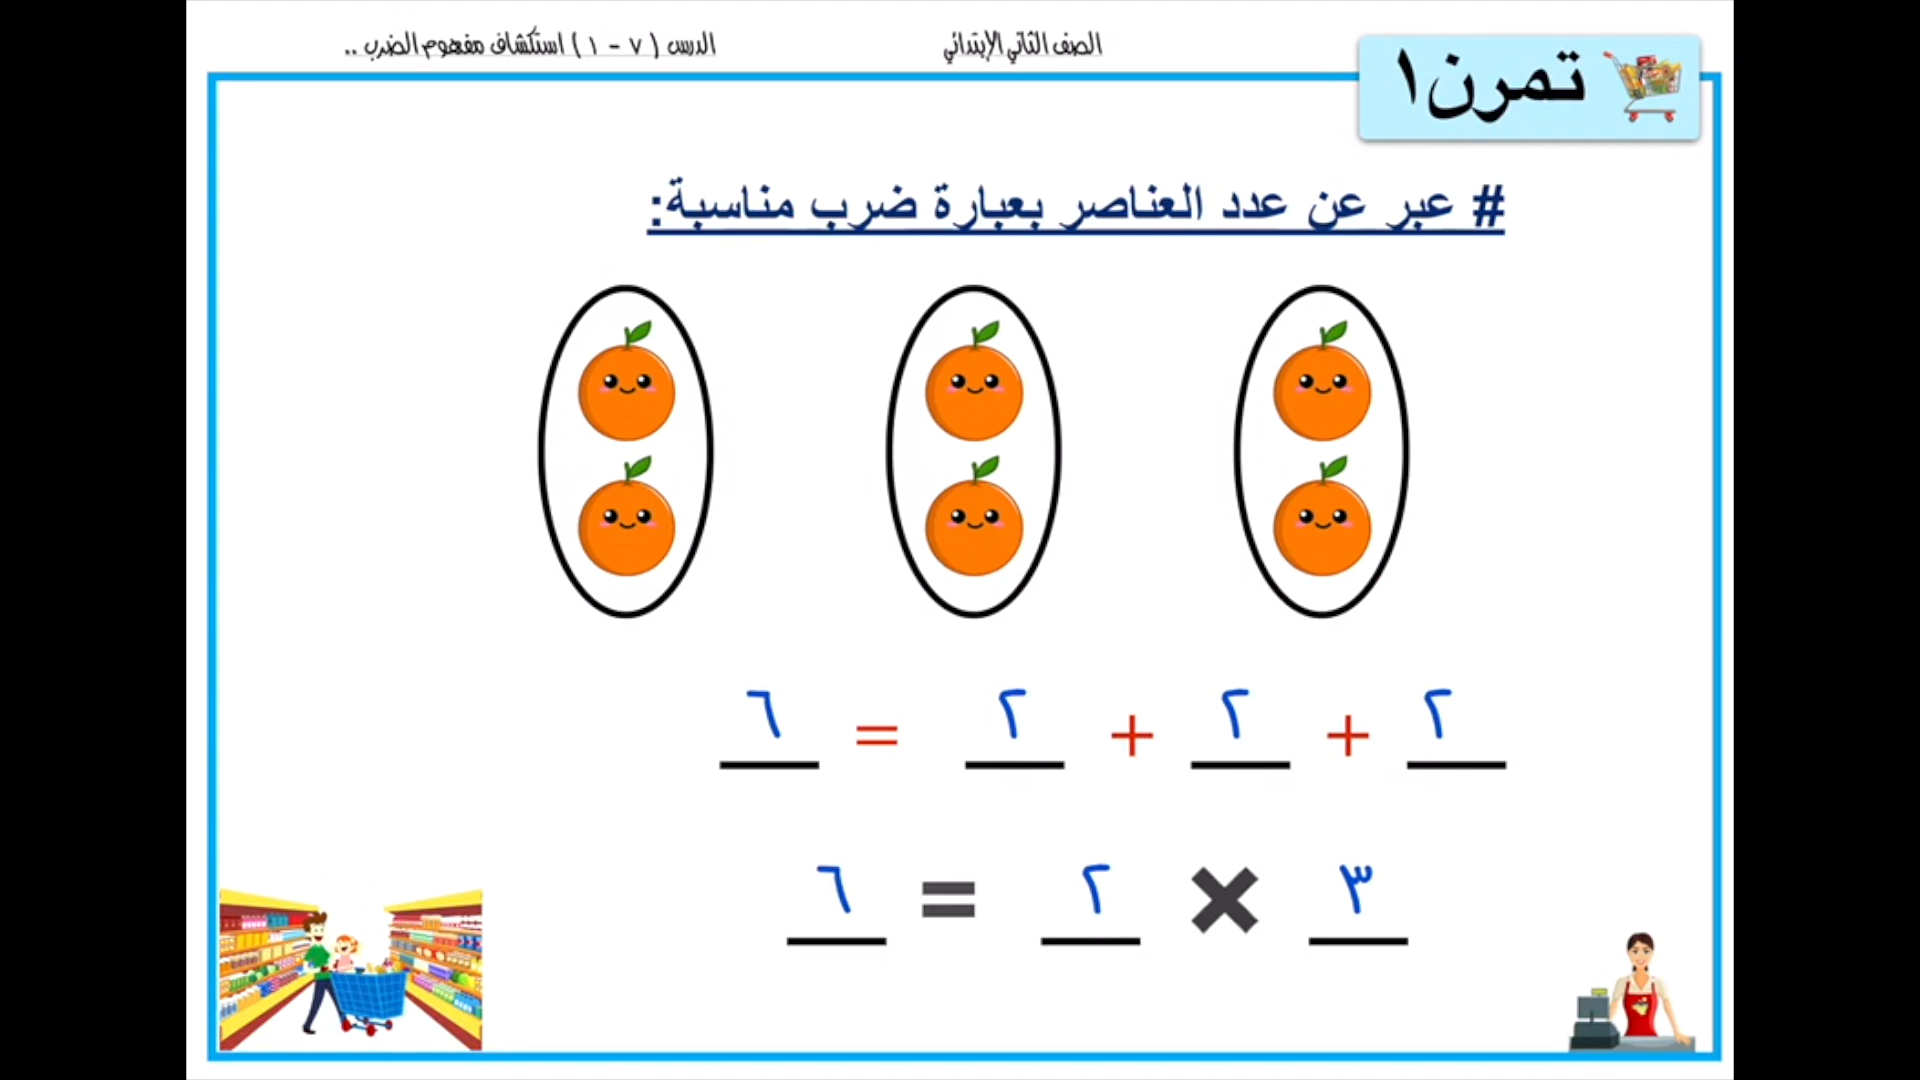 الصف الثاني الإبتدائي
الدرس ( ٧ - ١ ) استكشاف مفهوم الضرب ..
تمرن١
# عبر عن عدد العناصر بعبارة ضرب مناسبة:
٢ + ٢ + ٢ = ٦
٣ × ٢ = ٦